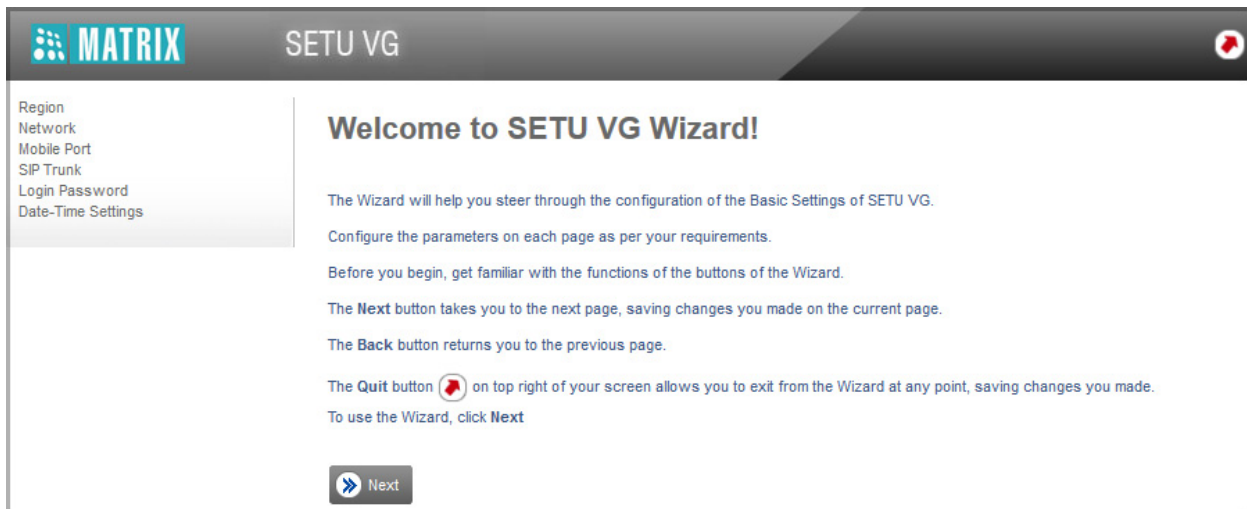 MATRIX
SETU VG
Region
Network
Mobile Port
SIP Trunk
Login Password
Date-Time Settings
Welcome to SETU VG Wizard!
The Wizard will help you steer through the configuration of the Basic Settings of SETU VG.
Configure the parameters on each page as per your requirements.
Before you begin, get familiar with the functions of the buttons of the Wizard.
The Next button takes you to the next page, saving changes you made on the current page.
The Back button returns you to the previous page.
The Quit button on top right of your screen allows you to exit from the Wizard at any point, saving changes you made.
To use the Wizard, click Next
Next